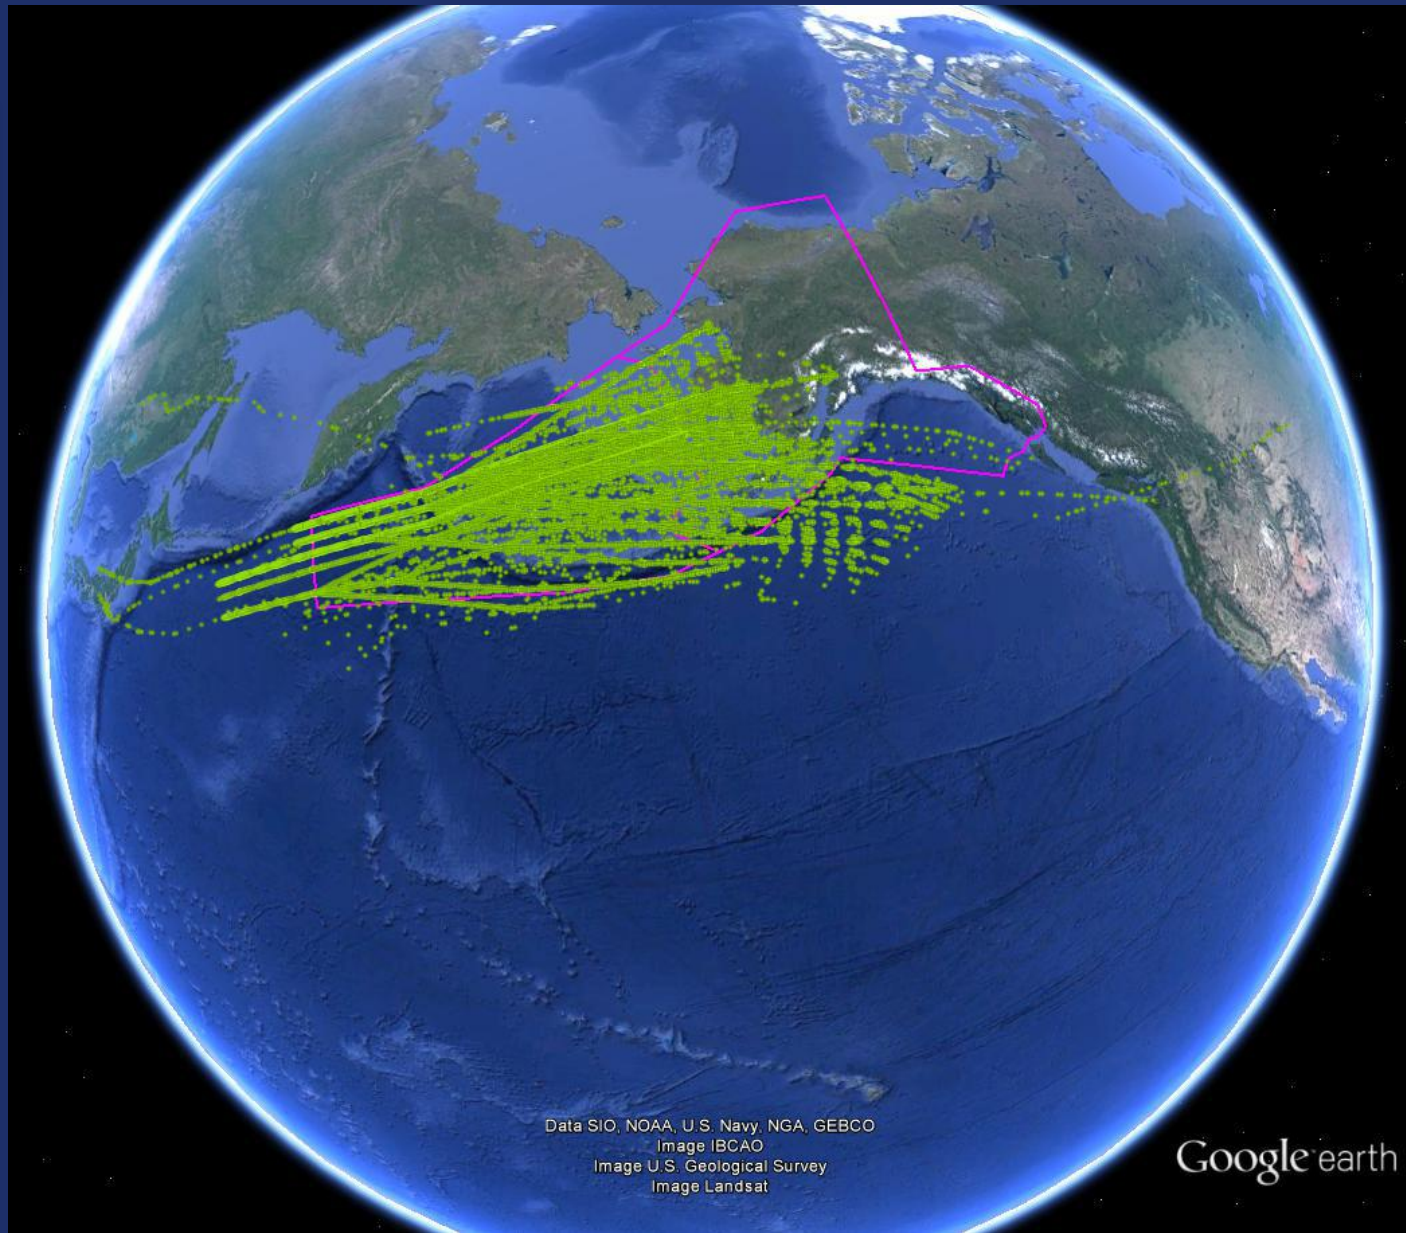 Data SIO, NOAA, U.S. Navy, NGA, GEBCO
Image IBCAO
Image U.S. Geological Survey
Image Landsat
Google earth